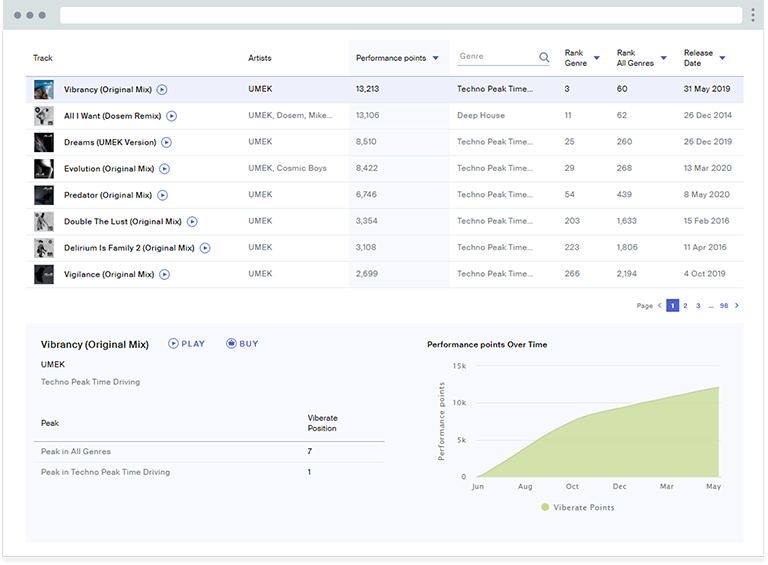 Track Artists Performance points Genre Rank Genre Rank All Genres Release Date
Vibrancy (Original Mix) UMEK 13,213 Techno Peak Time... 3 60 31 May 2019
All I Want (Dosem Remix) UMEK, Dosem, Mike... 13,106 Deep House 11 62 26 Dec 2014
Dreams (UMEK Version) UMEK 8,510 Techno Peak Time... 25 260 26 Dec 2019
Evolution (Original Mix) UMEK, Cosmic Boys 8,422 Techno Peak Time... 29 268 13 Mar 2020
Predator (Original Mix) UMEK 6,746 Techno Peak Time... 54 439 8 May 2020
Double The Lust (Original Mix) UMEK 3,354 Techno Peak Time... 203 1,633 15 Feb 2016
Delirium Is Family 2 (Original Mix) UMEK 3,108 Techno Peak Time... 223 1,806 11 Apr 2016
Vigilance (Original Mix) UMEK 2,699 Techno Peak Time... 266 2,194 4 Oct 2019
Page < 1 2 3 ... 98 >
Vibrancy (Original Mix) PLAY BUY
UMEK
Techno Peak Time Driving
Peak Viberate Position
Peak in All Genres 7
Peak in Techno Peak Time Driving 1
Performance points Over Time
Performance points
15k
10k
5k
0
Jun Aug Oct Dec Mar May
Viberate Points